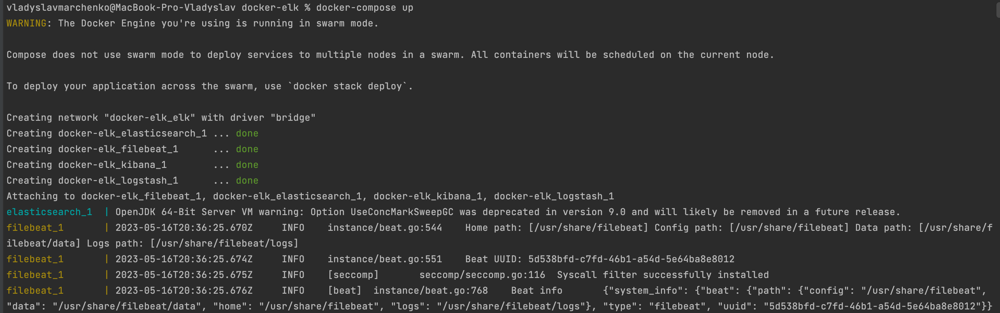 vladyslavmarchenko@MacBook-Pro-Vladyslav docker-elk % docker-compose up
WARNING: The Docker Engine you're using is running in swarm mode.
Compose does not use swarm mode to deploy services to multiple nodes in a swarm. All containers will be scheduled on the current node.
To deploy your application across the swarm, use `docker stack deploy`.
Creating network "docker-elk_elk" with driver "bridge"
Creating docker-elk_elasticsearch_1 ... done
Creating docker-elk_filebeat_1      ... done
Creating docker-elk_kibana_1        ... done
Creating docker-elk_logstash_1      ... done
Attaching to docker-elk_filebeat_1, docker-elk_elasticsearch_1, docker-elk_kibana_1, docker-elk_logstash_1
elasticsearch_1  | OpenJDK 64-Bit Server VM warning: Option UseConcMarkSweepGC was deprecated in version 9.0 and will likely be removed in a future release.
filebeat_1       | 2023-05-16T20:36:25.670Z     INFO    instance/beat.go:544    Home path: [/usr/share/filebeat] Config path: [/usr/share/filebeat] Data path: [/usr/share/f
ilebeat/data] Logs path: [/usr/share/filebeat/logs]
filebeat_1       | 2023-05-16T20:36:25.674Z     INFO    instance/beat.go:551    Beat UUID: 5d538bfd-c7fd-46b1-a54d-5e64ba8e8012
filebeat_1       | 2023-05-16T20:36:25.675Z     INFO    [seccomp]       seccomp/seccomp.go:116  Syscall filter successfully installed
filebeat_1       | 2023-05-16T20:36:25.676Z     INFO    [beat]  instance/beat.go:768    Beat info       {"system_info": {"beat": {"path": {"config": "/usr/share/filebeat",
"data": "/usr/share/filebeat/data", "home": "/usr/share/filebeat", "logs": "/usr/share/filebeat/logs"}, "type": "filebeat", "uuid": "5d538bfd-c7fd-46b1-a54d-5e64ba8e8012"}}